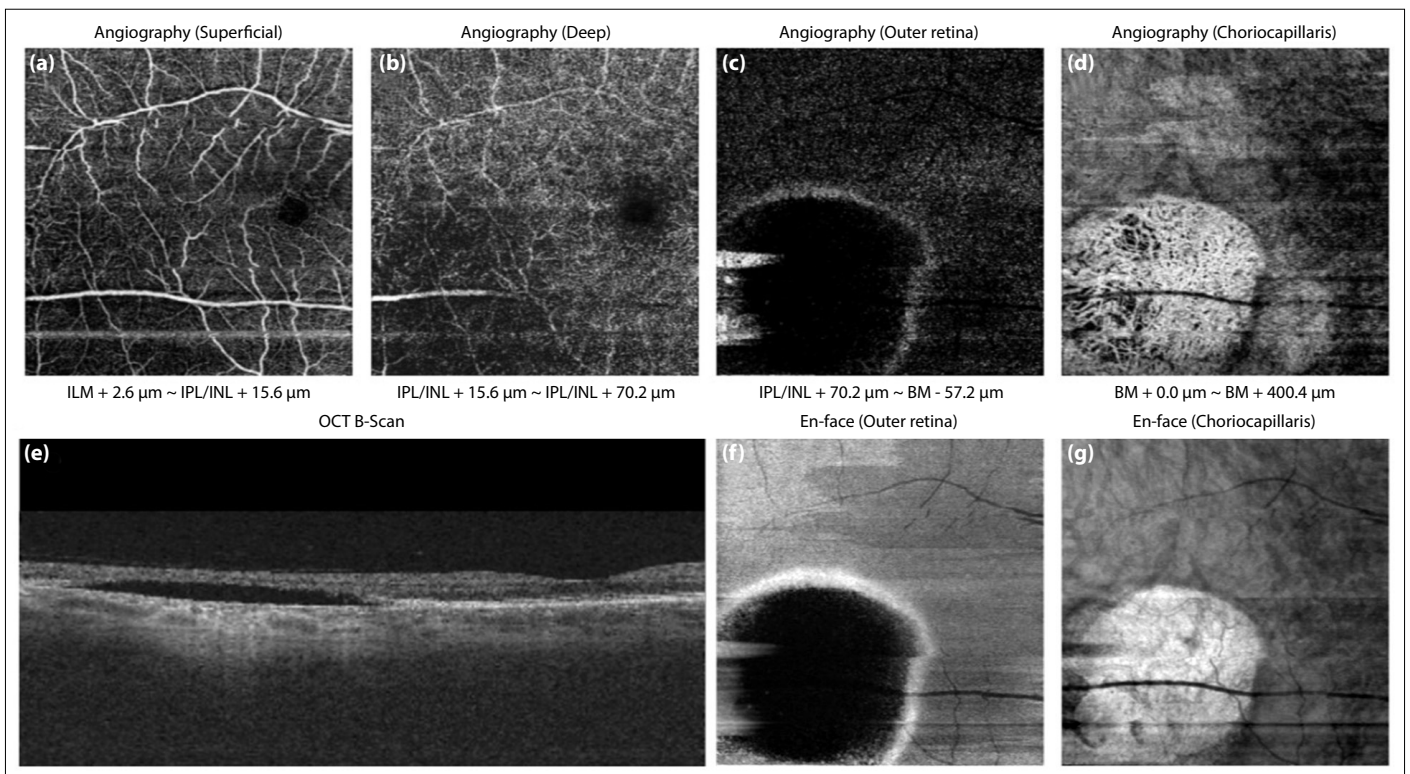 Angiography (Superficial) Angiography (Deep) Angiography (Outer retina) Angiography (Choriocapillaris)
(a) (b) (c) (d)
ILM + 2.6 µm ~ IPL/INL + 15.6 µm IPL/INL + 15.6 µm ~ IPL/INL + 70.2 µm IPL/INL + 70.2 µm ~ BM - 57.2 µm BM + 0.0 µm ~ BM + 400.4 µm
OCT B-Scan En-face (Outer retina) En-face (Choriocapillaris)
(e) (f) (g)